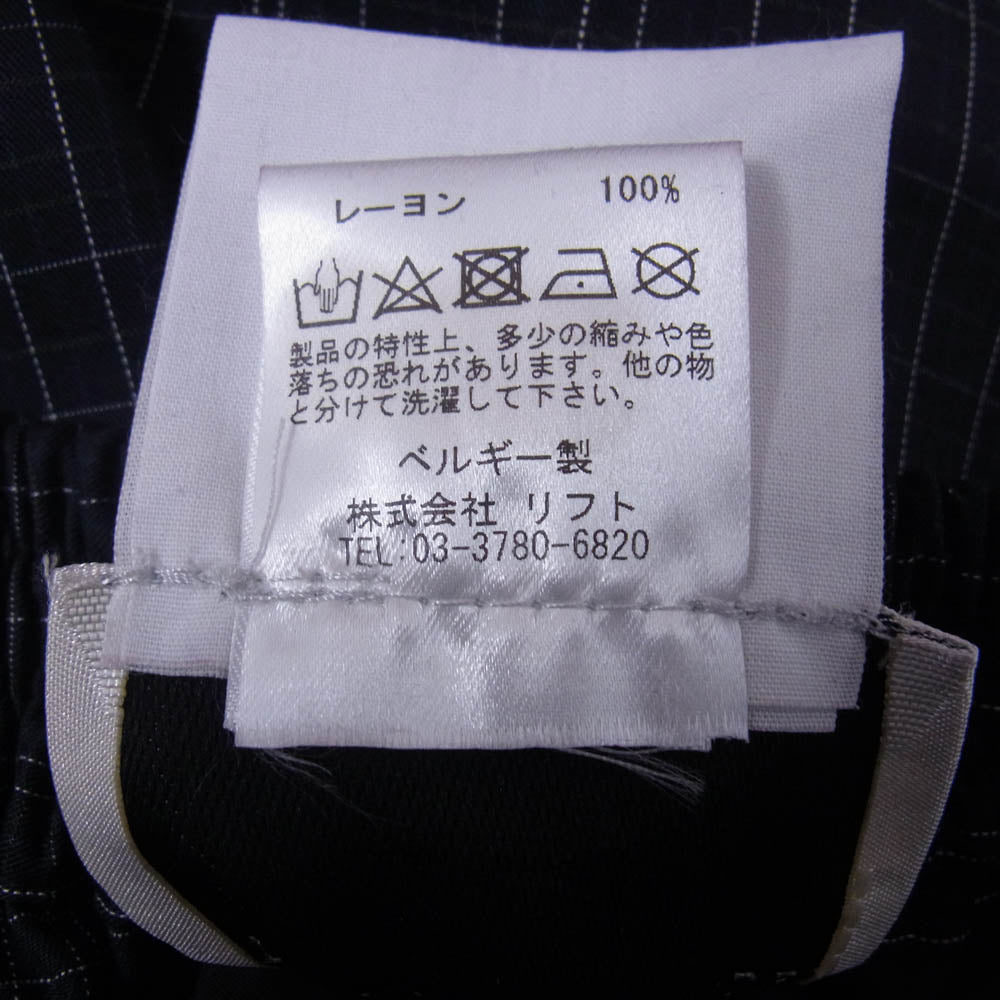 レーヨン 100%
製品の特性上、多少の縮みや色
落ちの恐れがあります。他の物
と分けて洗濯して下さい。
ベルギー製
株式会社 リフト
TEL:03-3780-6820